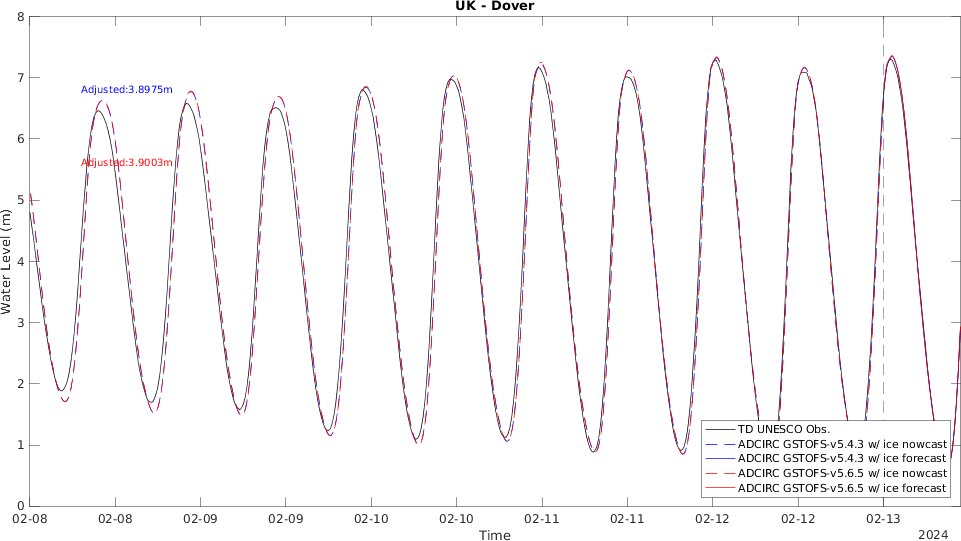 UK - Dover
8
7
6
5
4
3
2
1
0
Water Level (m)
Adjusted:3.8975m
Adjusted:3.9003m
TD UNESCO Obs.
ADCIRC GSTOFS-v5.4.3 w/ ice nowcast
ADCIRC GSTOFS-v5.4.3 w/ ice forecast
ADCIRC GSTOFS-v5.6.5 w/ ice nowcast
ADCIRC GSTOFS-v5.6.5 w/ ice forecast
02-08 02-08 02-09 02-09 02-10 02-10 02-11 02-11 02-12 02-12 02-13
Time
2024